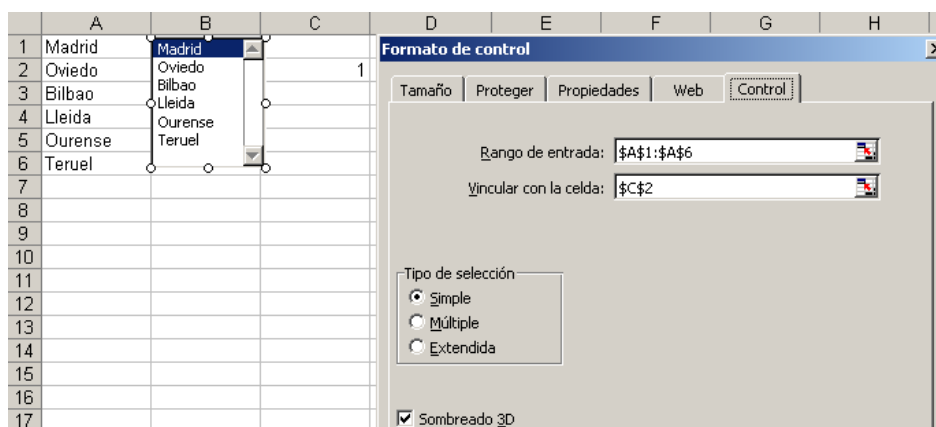 A B C D E F G H
1 Madrid Madrid Formato de control
2 Oviedo Oviedo 1
3 Bilbao Bilbao Tamaño Proteger Propiedades Web Control
4 Lleida Lleida
5 Ourense Ourense Rango de entrada: $A$1:$A$6
6 Teruel Teruel
7 Vincular con la celda: $C$2
8
9
10
11 Tipo de selección
12 Simple
13 Múltiple
14 Extendida
15
16
17 Sombreado 3D